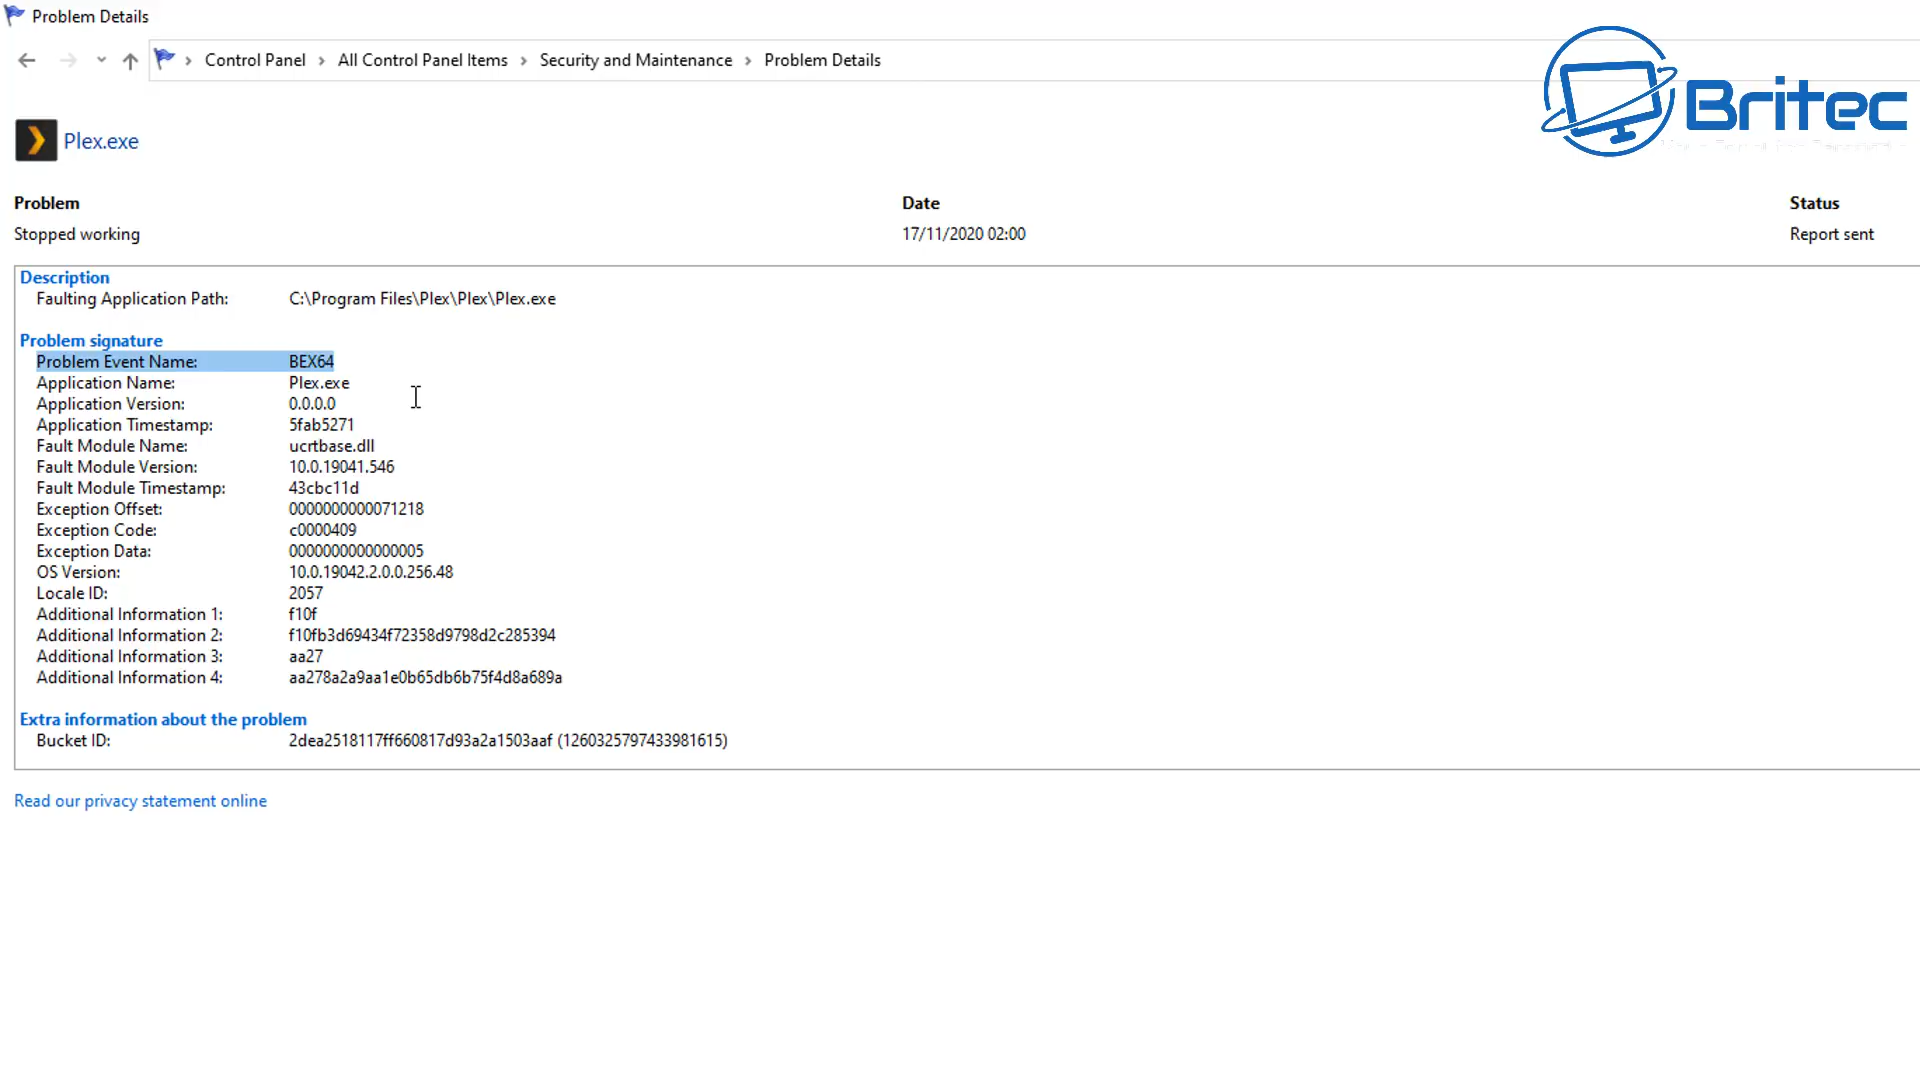 Problem Details
Control Panel > All Control Panel Items > Security and Maintenance > Problem Details
Britec
Plex.exe
Problem Date Status
Stopped working 17/11/2020 02:00 Report sent
Description
Faulting Application Path: C:\Program Files\Plex\Plex\Plex.exe
Problem signature
Problem Event Name: BEX64
Application Name: Plex.exe
Application Version: 0.0.0.0
Application Timestamp: 5fab5271
Fault Module Name: ucrtbase.dll
Fault Module Version: 10.0.19041.546
Fault Module Timestamp: 43cbc11d
Exception Offset: 0000000000071218
Exception Code: c0000409
Exception Data: 0000000000000005
OS Version: 10.0.19042.2.0.0.256.48
Locale ID: 2057
Additional Information 1: f10f
Additional Information 2: f10fb3d69434f72358d9798d2c285394
Additional Information 3: aa27
Additional Information 4: aa278a2a9aa1e0b65db6b75f4d8a689a
Extra information about the problem
Bucket ID: 2dea2518117ff660817d93a2a1503aaf (1260325797433981615)
Read our privacy statement online